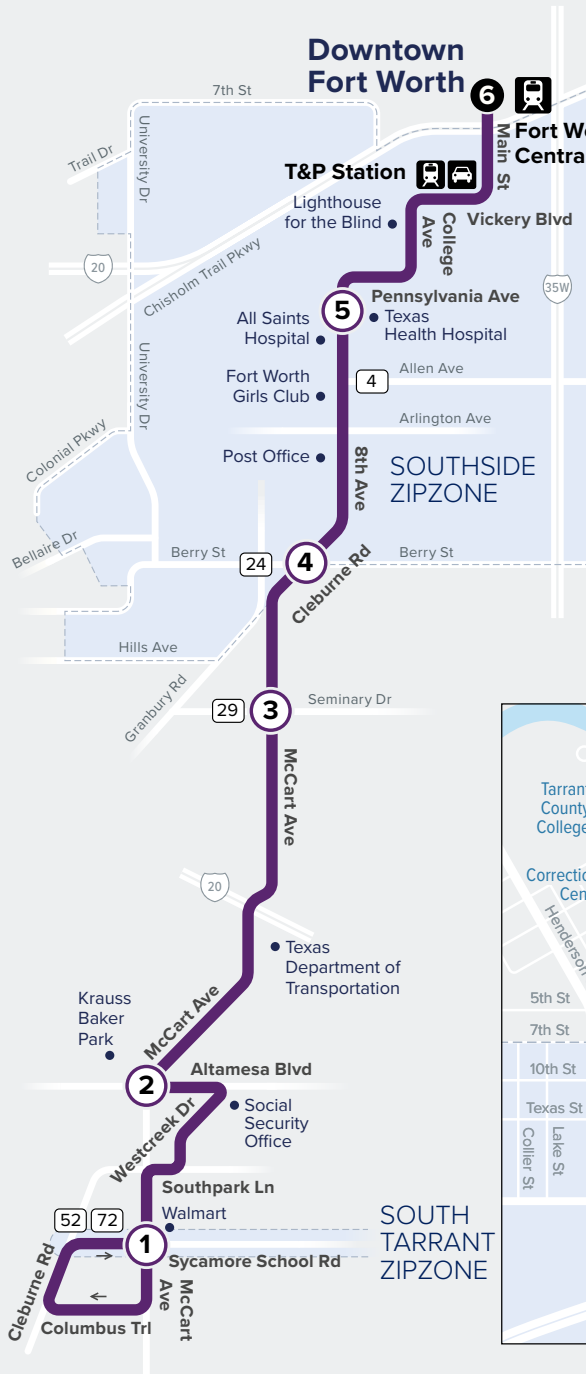 Downtown
Fort Worth
7th St
6
Main St
Fort Wo
Centra
University Dr
Trail Dr
T&P Station
Lighthouse
for the Blind
College
Ave
Vickery Blvd
20
Chisholm Trail Pkwy
35W
5
Pennsylvania Ave
Texas
Health Hospital
All Saints
Hospital
University Dr
4
Allen Ave
Fort Worth
Girls Club
Arlington Ave
Colonial Pkwy
Post Office
8th Ave
SOUTHSIDE
ZIPZONE
Bellaire Dr
Berry St
24
4
Berry St
Cleburne Rd
Hills Ave
Granbury Rd
29
3
Seminary Dr
McCart Ave
20
Texas
Department of
Transportation
Krauss
Baker
Park
McCart Ave
2
Altamesa Blvd
Westcreek Dr
Social
Security
Office
Southpark Ln
Walmart
52
72
1
SOUTH
TARRANT
ZIPZONE
Sycamore School Rd
Cleburne Rd
McCart
Ave
Columbus Trl
Tarran
County
College
Correctio
Cen
Henderson
5th St
7th St
10th St
Texas St
Collier St
Lake St